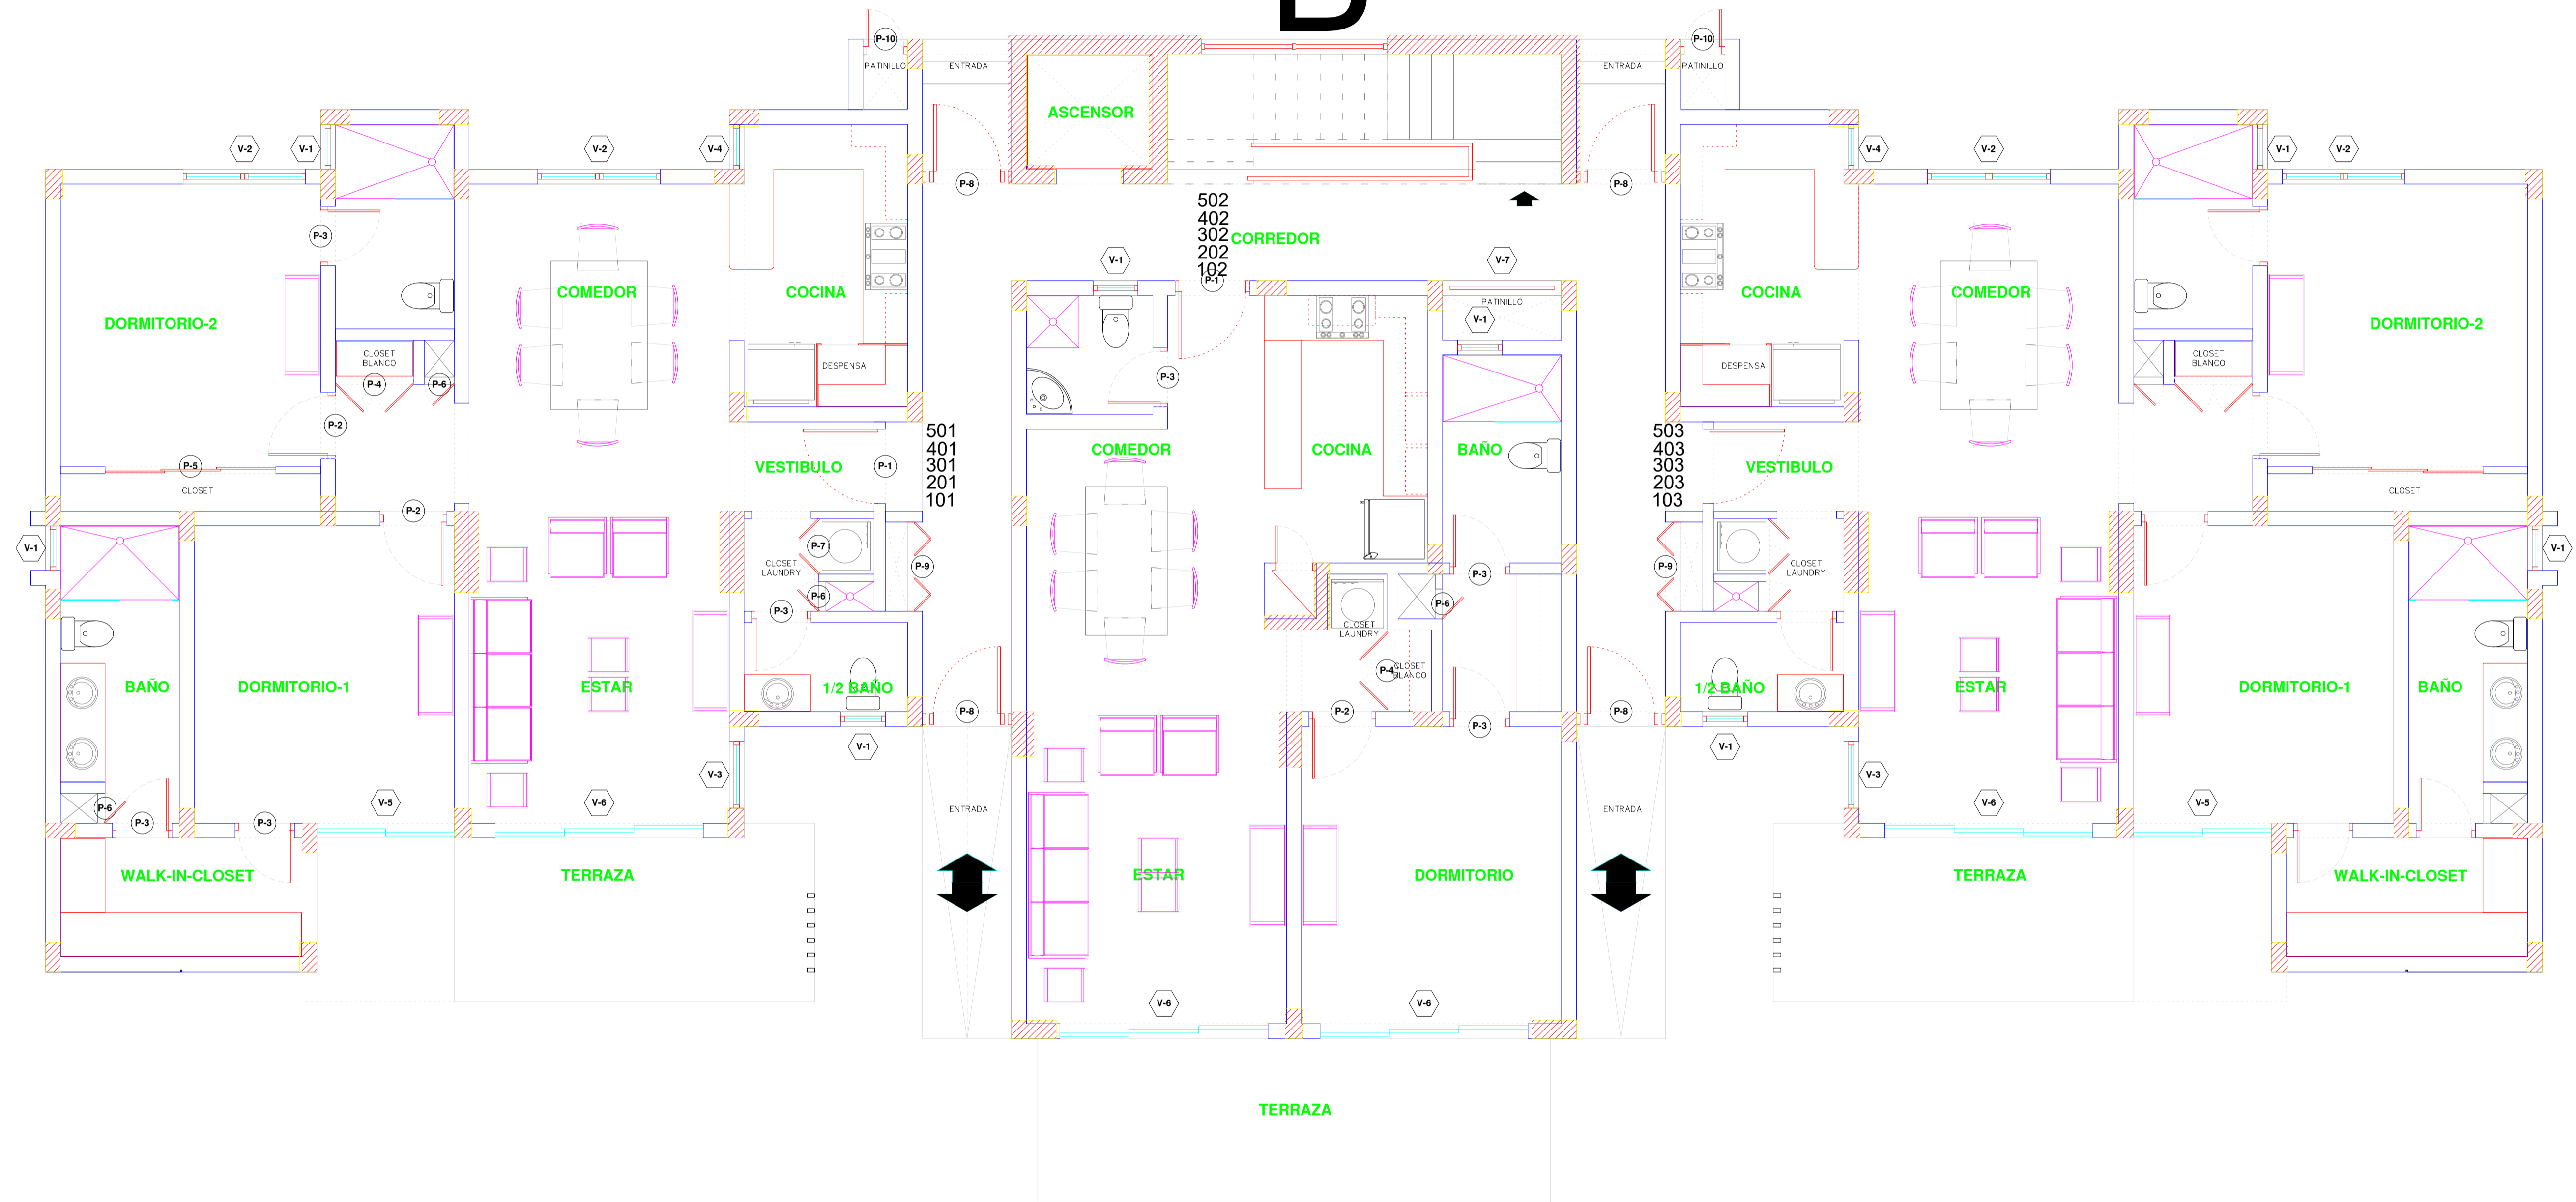 P-10
P-10
PATINILLO
ENTRADA
ENTRADA
PATINILLO
ASCENSOR
V-2
V-1
V-2
V-4
V-4
V-2
V-1
V-2
P-8
P-8
502
402
302
202
102
CORREDOR
P-3
V-1
V-7
P-1
COMEDOR
COCINA
COCINA
COMEDOR
PATINILLO
V-1
DORMITORIO-2
DORMITORIO-2
CLOSET
BLANCO
CLOSET
BLANCO
DESPENSA
DESPENSA
P-4
P-6
P-3
P-2
501
401
301
201
101
503
403
303
203
103
COMEDOR
COCINA
BAÑO
P-5
VESTIBULO
P-1
VESTIBULO
CLOSET
CLOSET
P-2
V-1
P-7
CLOSET
LAUNDRY
P-9
P-9
CLOSET
LAUNDRY
V-1
P-3
P-6
P-6
P-3
CLOSET
LAUNDRY
P-4
CLOSET
BLANCO
BAÑO
DORMITORIO-1
ESTAR
1/2 BAÑO
1/2 BAÑO
ESTAR
DORMITORIO-1
BAÑO
P-8
P-2
P-3
P-8
V-1
V-1
V-3
V-3
P-6
V-5
V-6
ENTRADA
ENTRADA
V-6
V-5
P-3
P-3
WALK-IN-CLOSET
TERRAZA
ESTAR
DORMITORIO
TERRAZA
WALK-IN-CLOSET
V-6
V-6
TERRAZA